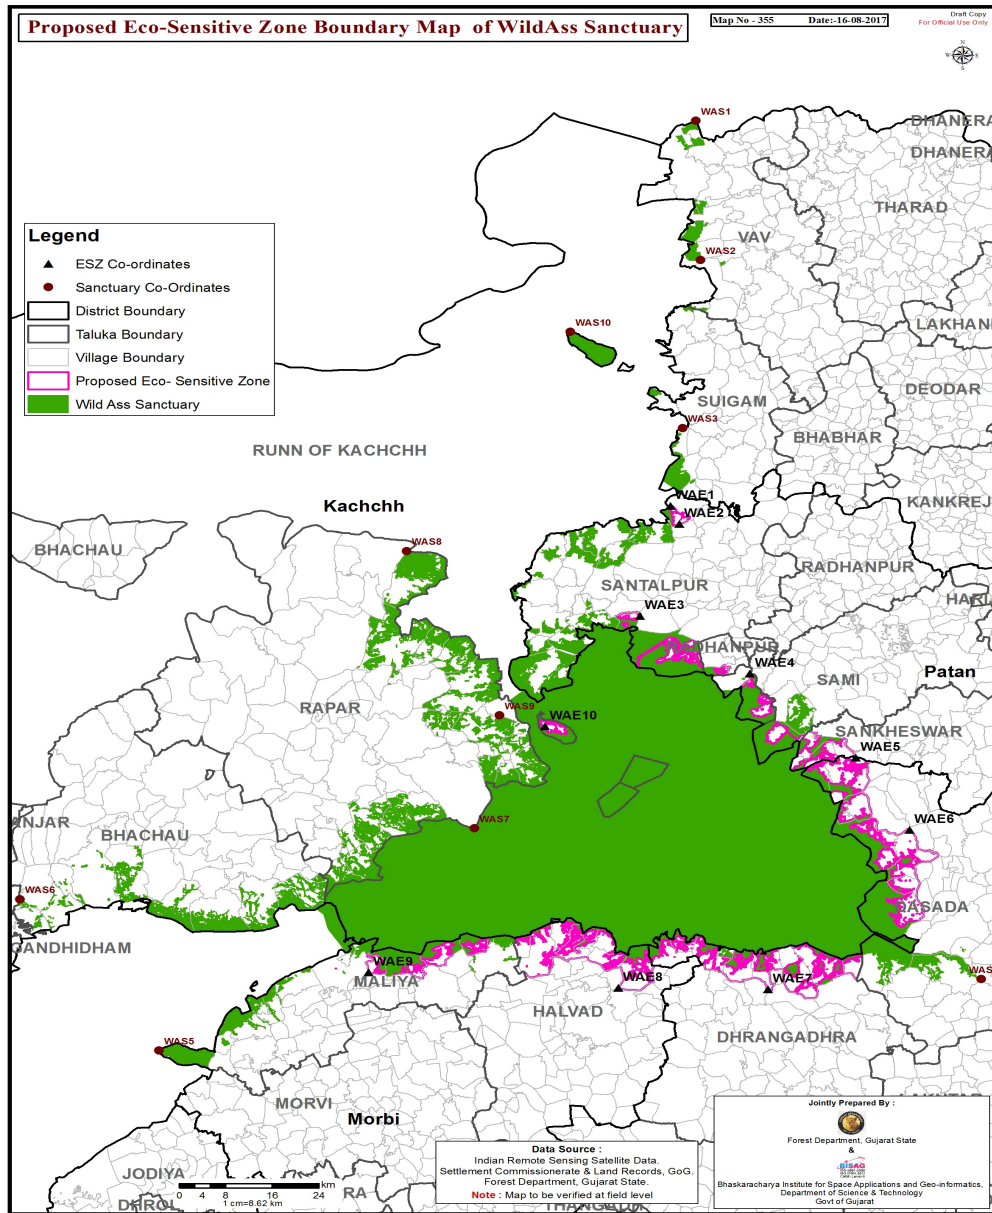 Proposed Eco-Sensitive Zone Boundary Map of WildAss Sanctuary
Map No - 355 Date:-16-08-2017
Draft Copy
For Official Use Only
N
W E
S
WAS1
DHANERA
DHANERA
THARAD
VAV
WAS2
Legend
ESZ Co-ordinates
Sanctuary Co-Ordinates
District Boundary
Taluka Boundary
Village Boundary
Proposed Eco- Sensitive Zone
Wild Ass Sanctuary
LAKHANI
WAS10
DEODAR
SUIGAM
WAS3
BHABHAR
RUNN OF KACHCHH
WAE1
KANKREJ
Kachchh
WAE2
BHACHAU
WAS8
RADHANPUR
SANTALPUR
HARIJ
WAE3
RADHANPUR
WAE4
Patan
SAMI
RAPAR
WAS9
WAE10
SANKHESWAR
WAE5
WAS7
WAE6
ANJAR
BHACHAU
WAS6
DASADA
GANDHIDHAM
WAE9
MALIYA
WAE8
WAE7
WAS
HALVAD
DHRANGADHRA
WAS5
MORVI
Morbi
LAKHTAR
JODIYA
RA
DHROL
THANGADH
0 4 8 16 24 km
1 cm=8.62 km
Data Source :
Indian Remote Sensing Satellite Data.
Settlement Commissionerate & Land Records, GoG.
Forest Department, Gujarat State.
Note : Map to be verified at field level
Jointly Prepared By :
Forest Department, Gujarat State
&
BISAG
Bhaskaracharya Institute for Space Applications and Geo-informatics,
Department of Science & Technology
Govt of Gujarat